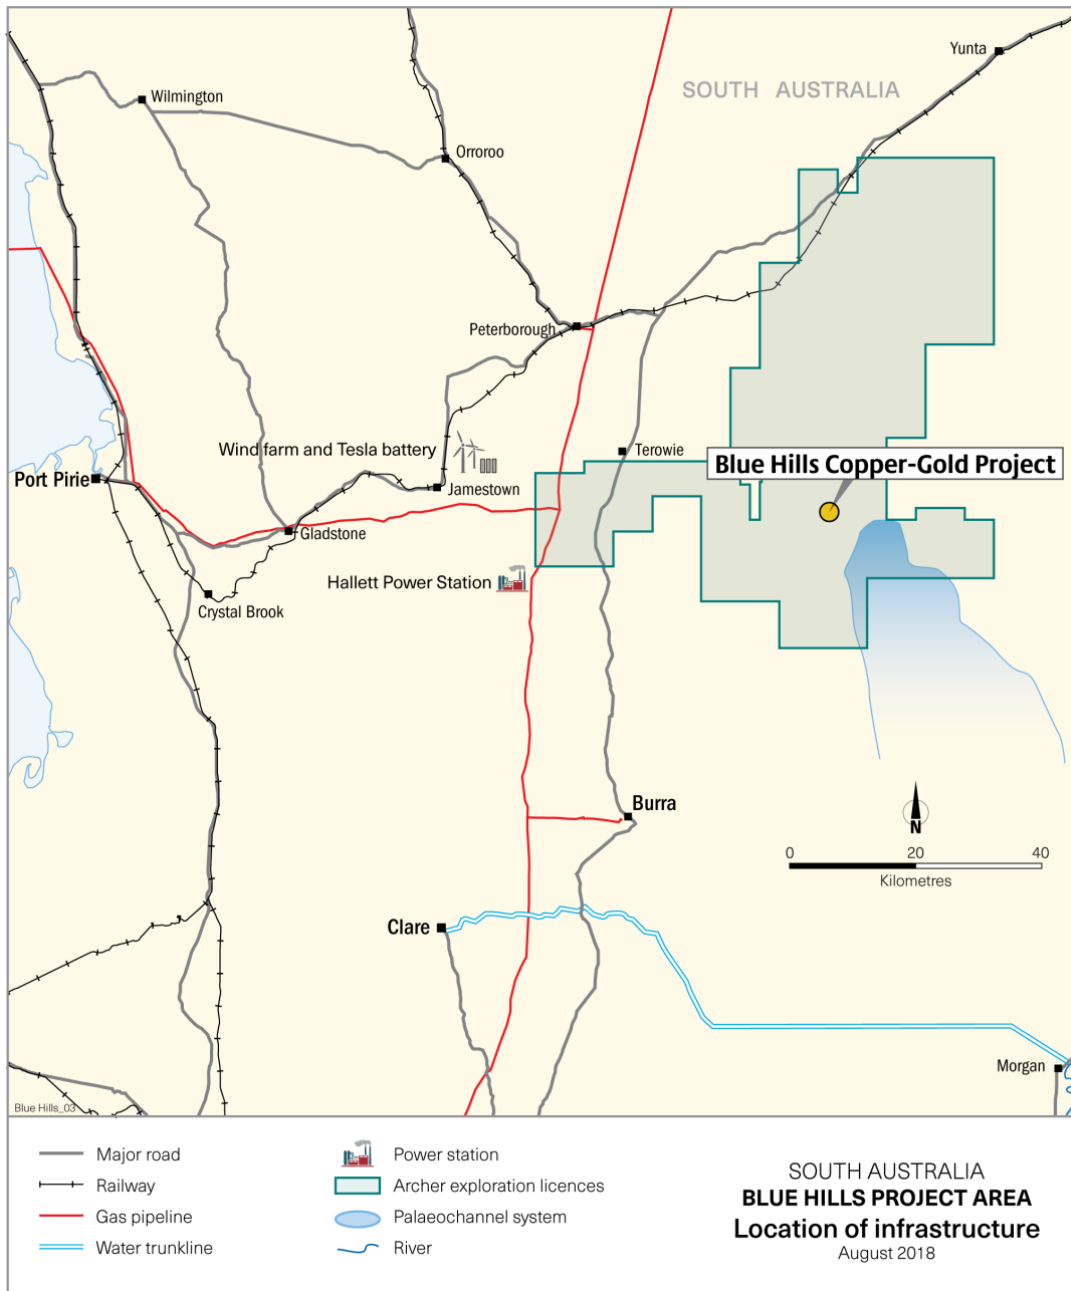 Yunta
SOUTH AUSTRALIA
Wilmington
Orroroo
Peterborough
Wind farm and Tesla battery
Terowie
Blue Hills Copper-Gold Project
Port Pirie
Jamestown
Gladstone
Hallett Power Station
Crystal Brook
Burra
N
0 20 40
Kilometres
Clare
Morgan
Blue Hills_03
Major road
Railway
Gas pipeline
Water trunkline
Power station
Archer exploration licences
Palaeochannel system
River
SOUTH AUSTRALIA
BLUE HILLS PROJECT AREA
Location of infrastructure
August 2018